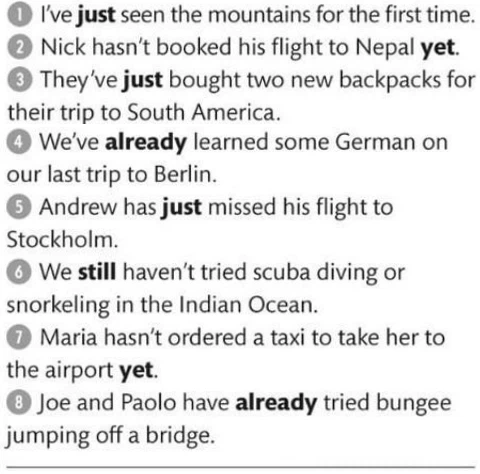 1 I've just seen the mountains for the first time.
2 Nick hasn't booked his flight to Nepal yet.
3 They've just bought two new backpacks for
their trip to South America.
4 We've already learned some German on
our last trip to Berlin.
5 Andrew has just missed his flight to
Stockholm.
6 We still haven't tried scuba diving or
snorkeling in the Indian Ocean.
7 Maria hasn't ordered a taxi to take her to
the airport yet.
8 Joe and Paolo have already tried bungee
jumping off a bridge.